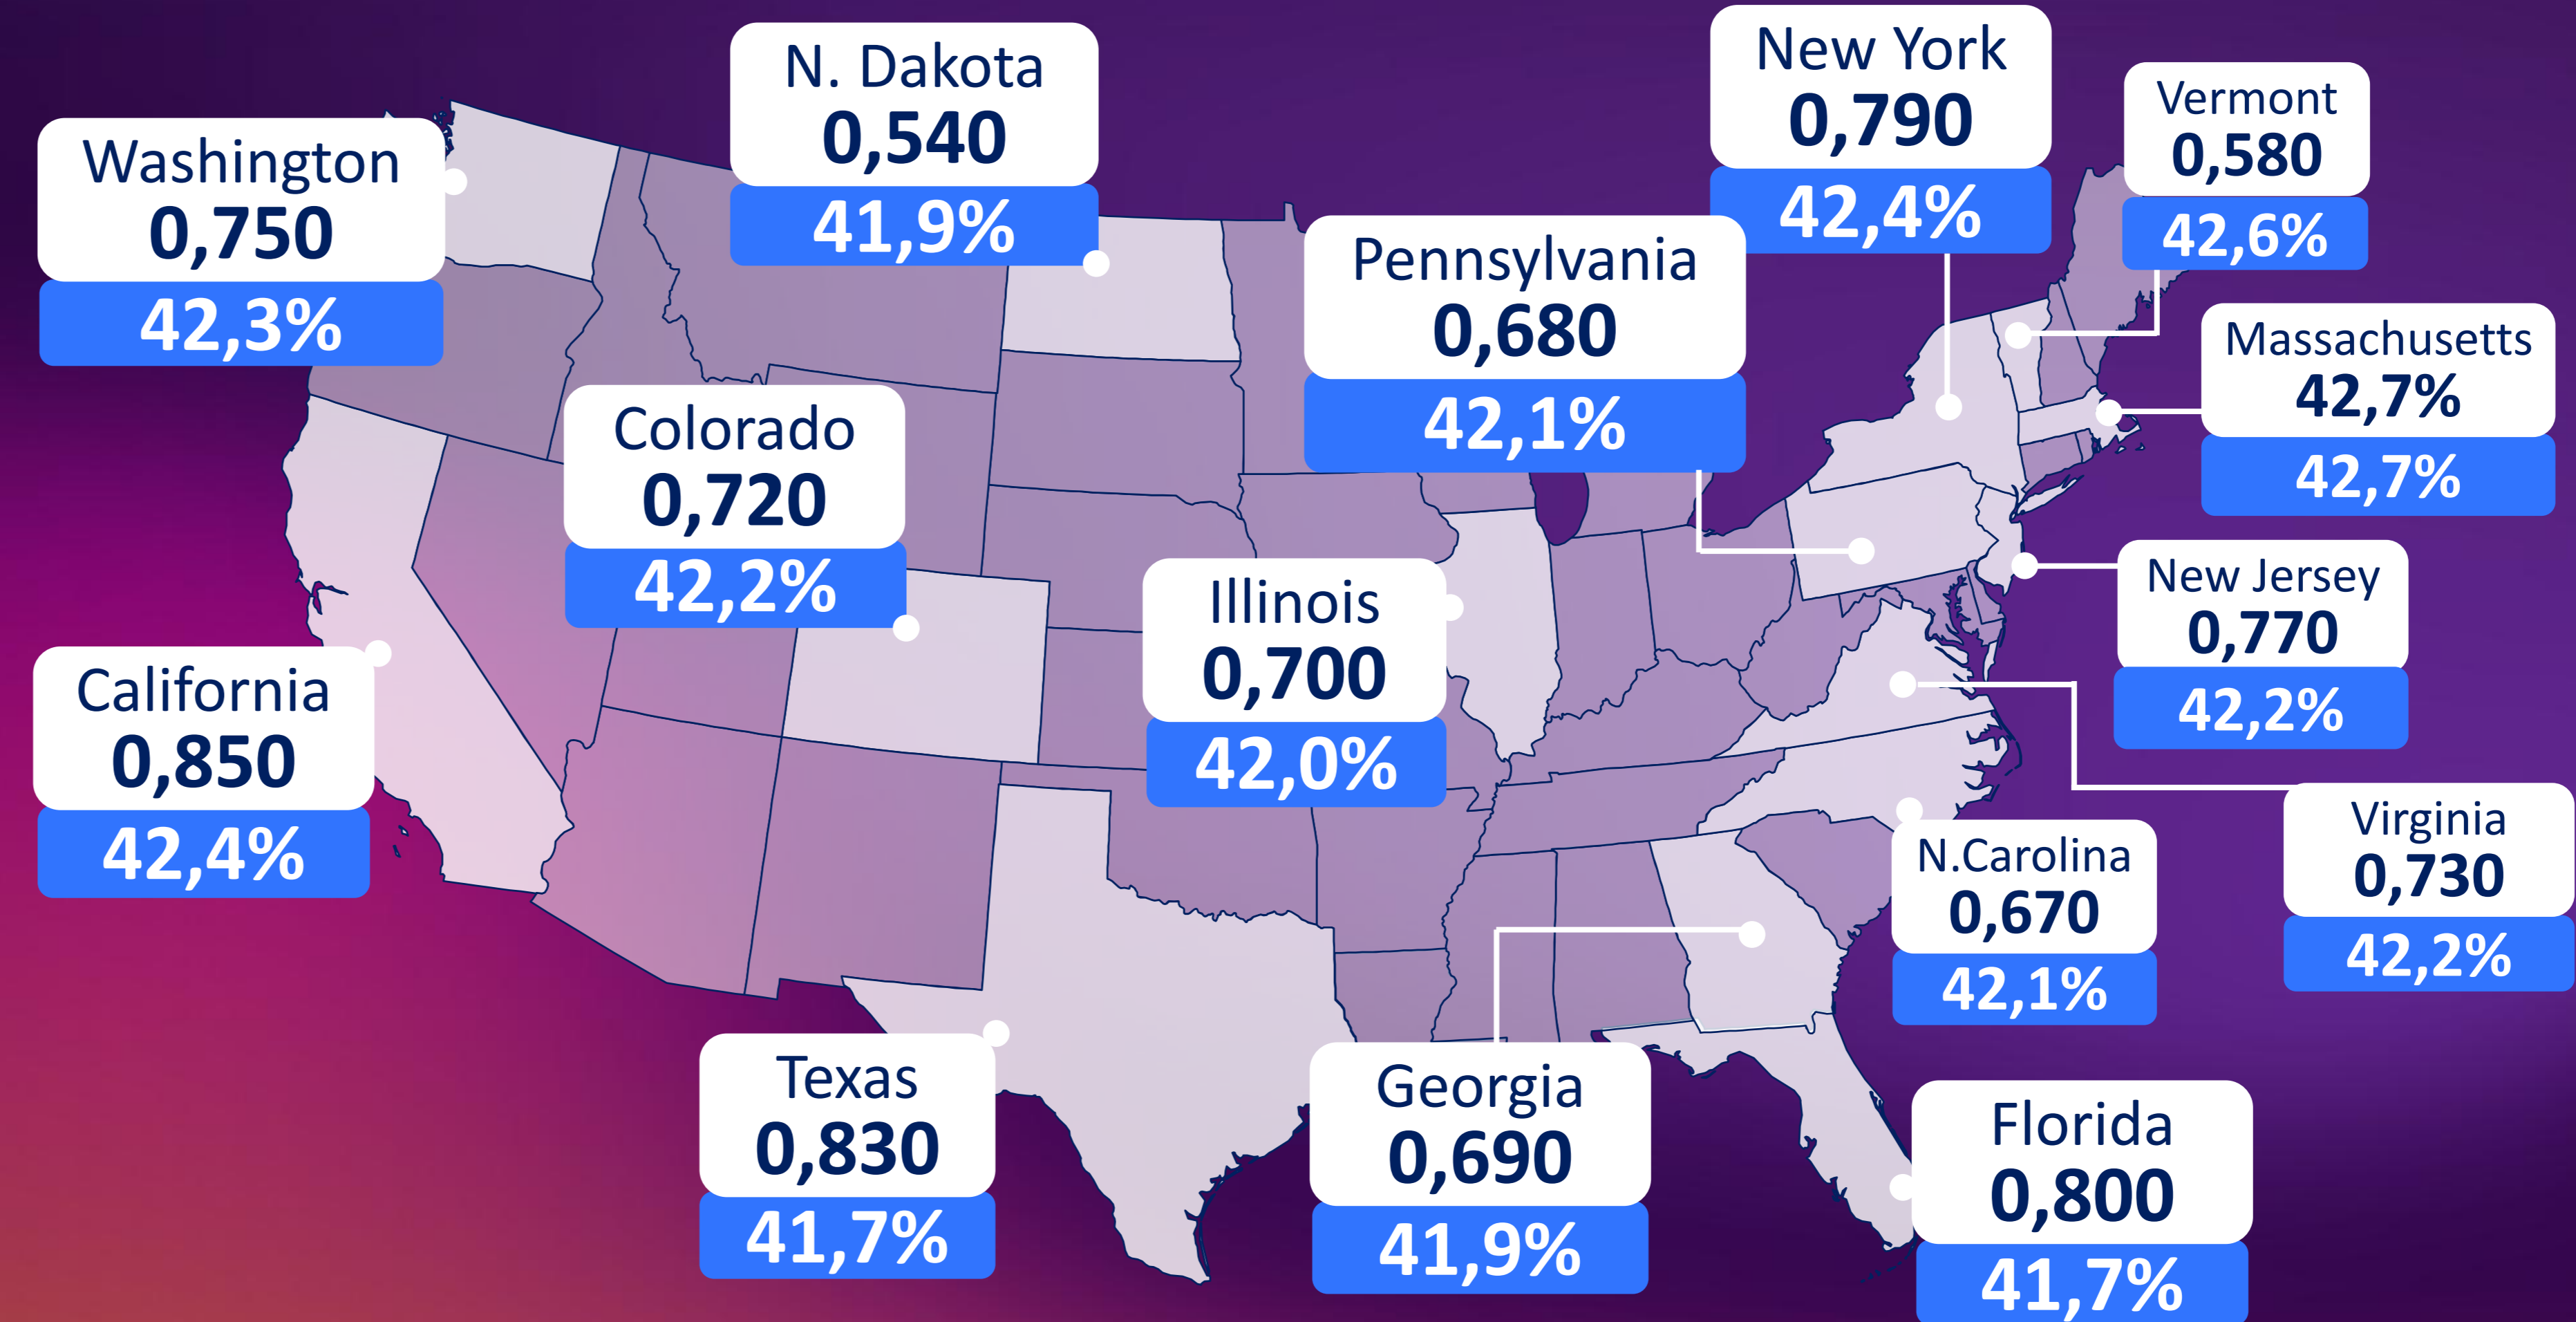 N. Dakota
0,540
41,9%
New York
0,790
42,4%
Vermont
0,580
42,6%
Washington
0,750
42,3%
Pennsylvania
0,680
42,1%
Massachusetts
42,7%
42,7%
Colorado
0,720
42,2%
Illinois
0,700
42,0%
New Jersey
0,770
42,2%
California
0,850
42,4%
Virginia
0,730
42,2%
N.Carolina
0,670
42,1%
Texas
0,830
41,7%
Georgia
0,690
41,9%
Florida
0,800
41,7%